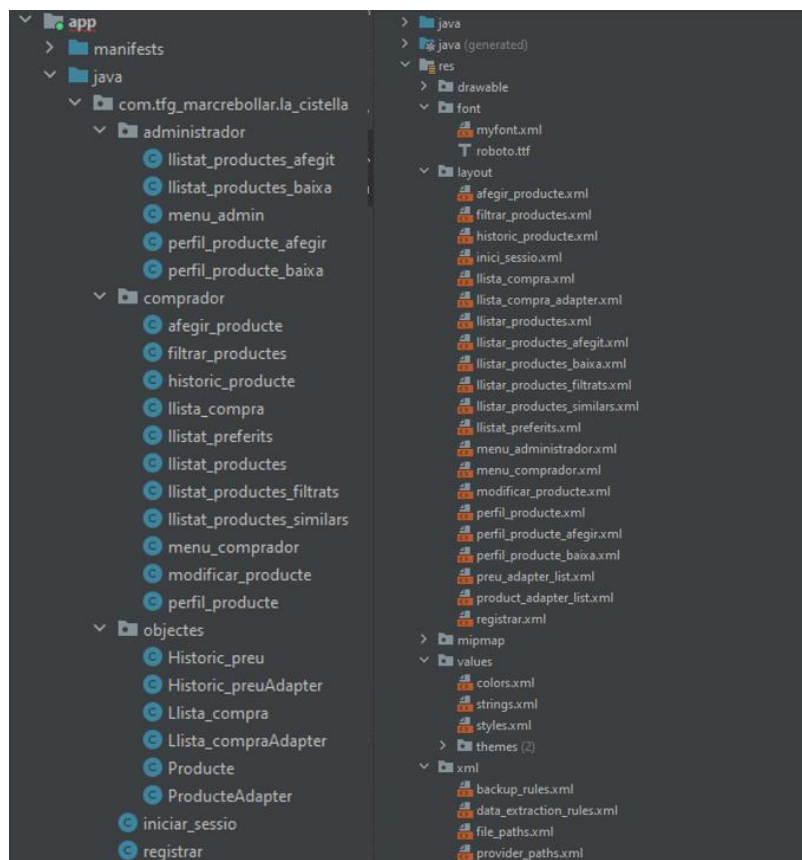 app
manifests
java
com.tfg_marcrebollar.la_cistella
administrador
llistat_productes_afegit
llistat_productes_baixa
menu_admin
perfil_producte_afegir
perfil_producte_baixa
comprador
afegir_producte
filtrar_productes
historic_producte
llista_compra
llistat_preferits
llistat_productes
llistat_productes_filtrats
llistat_productes_similars
menu_comprador
modificar_producte
perfil_producte
objectes
Historic_preu
Historic_preuAdapter
Llista_compra
Llista_compraAdapter
Producte
ProducteAdapter
iniciar_sessio
registrar
java
java (generated)
res
drawable
font
myfont.xml
roboto.ttf
layout
afegir_producte.xml
filtrar_productes.xml
historic_producte.xml
inici_sessio.xml
llista_compra.xml
llista_compra_adapter.xml
llistar_productes.xml
llistar_productes_afegit.xml
llistar_productes_baixa.xml
llistar_productes_filtrats.xml
llistar_productes_similars.xml
llistat_preferits.xml
menu_administrador.xml
menu_comprador.xml
modificar_producte.xml
perfil_producte.xml
perfil_producte_afegir.xml
perfil_producte_baixa.xml
preu_adapter_list.xml
product_adapter_list.xml
registrar.xml
mipmap
values
colors.xml
strings.xml
styles.xml
themes (2)
xml
backup_rules.xml
data_extraction_rules.xml
file_paths.xml
provider_paths.xml